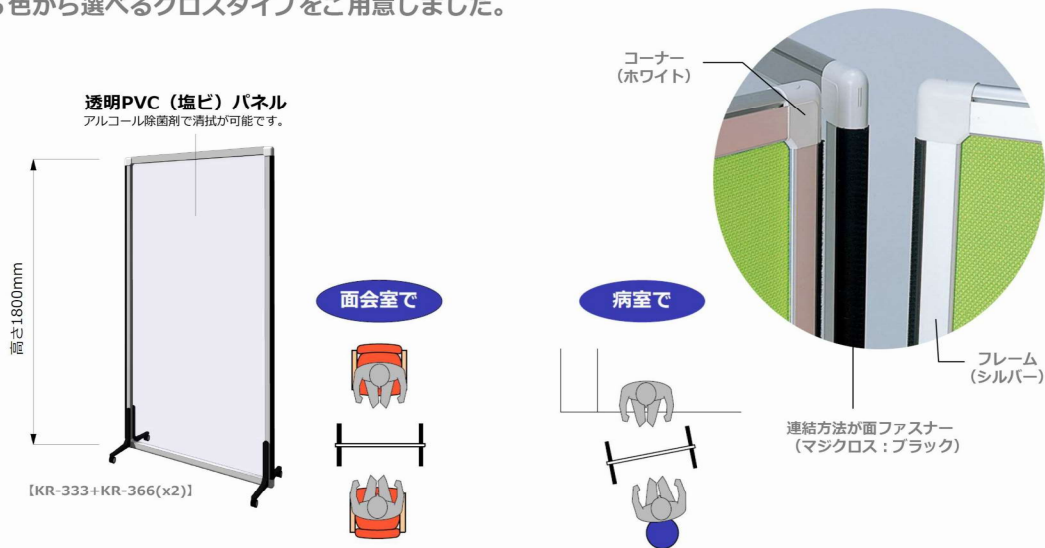 色から選べるクロスタイプをご用意しました。
コーナー
（ホワイト）
透明PVC（塩ビ）パネル
アルコール除菌剤で清拭が可能です。
高さ1800mm
面会室で
病室で
フレーム
（シルバー）
連結方法が面ファスナー
（マジクロス：ブラック）
【KR-333+KR-366(x2)】